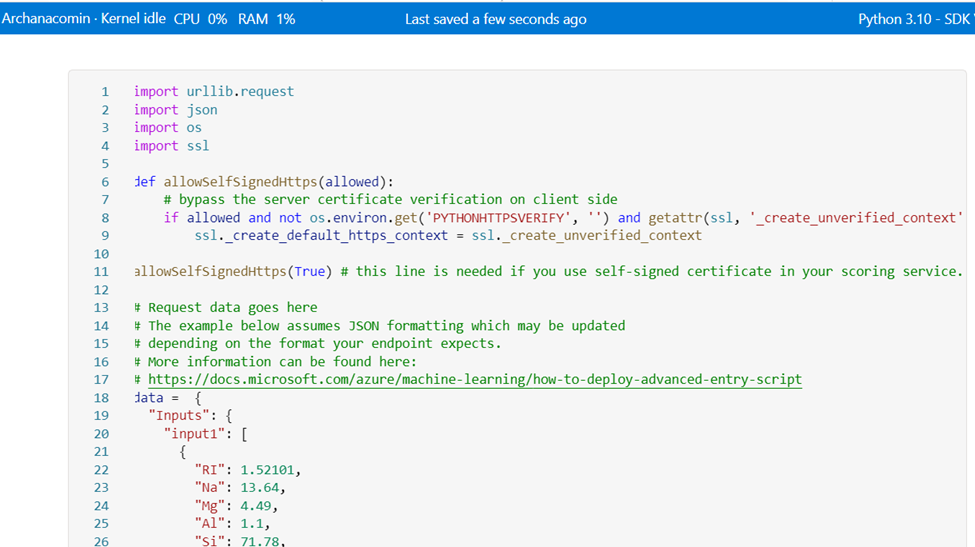 Archanacomin · Kernel idle CPU 0% RAM 1% Last saved a few seconds ago Python 3.10 - SDK
1 import urllib.request
2 import json
3 import os
4 import ssl
5
6 def allowSelfSignedHttps(allowed):
7 # bypass the server certificate verification on client side
8 if allowed and not os.environ.get('PYTHONHTTPSVERIFY', '') and getattr(ssl, '_create_unverified_context'
9 ssl._create_default_https_context = ssl._create_unverified_context
10
11 allowSelfSignedHttps(True) # this line is needed if you use self-signed certificate in your scoring service.
12
13 # Request data goes here
14 # The example below assumes JSON formatting which may be updated
15 # depending on the format your endpoint expects.
16 # More information can be found here:
17 # https://docs.microsoft.com/azure/machine-learning/how-to-deploy-advanced-entry-script
18 data = {
19 "Inputs": {
20 "input1": [
21 {
22 "RI": 1.52101,
23 "Na": 13.64,
24 "Mg": 4.49,
25 "Al": 1.1,
26 "Si": 71.78,